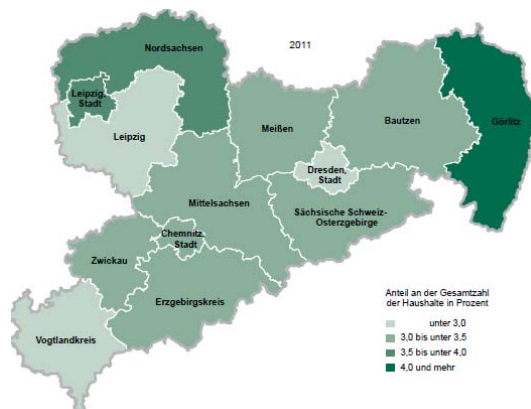 Nordsachsen
2011
Leipzig,
Stadt
Leipzig
Meißen
Bautzen
Görlitz
Dresden,
Stadt
Mittelsachsen
Sächsische Schweiz-
Osterzgebirge
Chemnitz,
Stadt
Zwickau
Erzgebirgskreis
Vogtlandkreis
Anteil an der Gesamtzahl
der Haushalte in Prozent
unter 3,0
3,0 bis unter 3,5
3,5 bis unter 4,0
4,0 und mehr